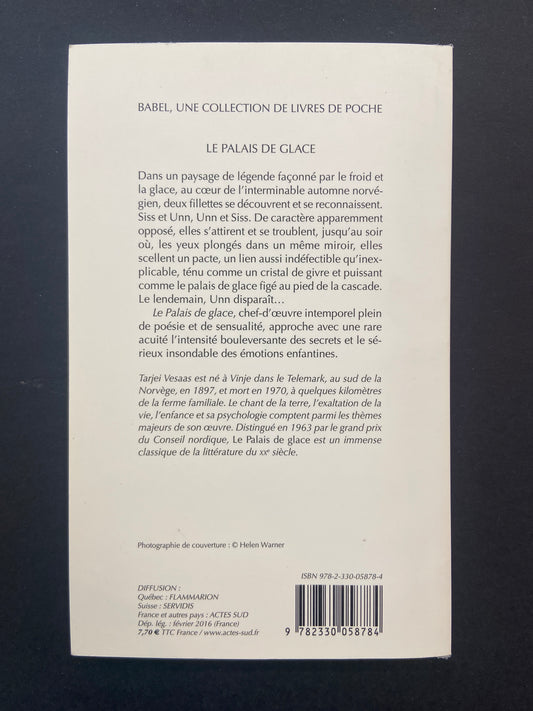 BABEL, UNE COLLECTION DE LIVRES DE POCHE
LE PALAIS DE GLACE
Dans un paysage de légende façonné par le froid et
la glace, au cœur de l'interminable automne norvé-
gien, deux fillettes se découvrent et se reconnaissent.
Siss et Unn, Unn et Siss. De caractère apparemment
opposé, elles s'attirent et se troublent, jusqu'au soir
où, les yeux plongés dans un même miroir, elles
scellent un pacte, un lien aussi indéfectible qu'inex-
plicable, ténu comme un cristal de givre et puissant
comme le palais de glace figé au pied de la cascade.
Le lendemain, Unn disparaît…
Le Palais de glace, chef-d'œuvre intemporel plein
de poésie et de sensualité, approche avec une rare
acuité l'intensité bouleversante des secrets et le sé-
rieux insondable des émotions enfantines.
Tarjei Vesaas est né à Vinje dans le Telemark, au sud de la
Norvège, en 1897, et mort en 1970, à quelques kilomètres
de la ferme familiale. Le chant de la terre, l'exaltation de la
vie, l'enfance et sa psychologie comptent parmi les thèmes
majeurs de son œuvre. Distingué en 1963 par le grand prix
du Conseil nordique, Le Palais de glace est un immense
classique de la littérature du XXe siècle.
Photographie de couverture : © Helen Warner
ISBN 978-2-330-05878-4
DIFFUSION :
Québec : FLAMMARION
Suisse : SERVIDIS
France et autres pays : ACTES SUD
Dép. lég. : février 2016 (France)
7,70 € TTC France / www.actes-sud.fr
9 782330 058784